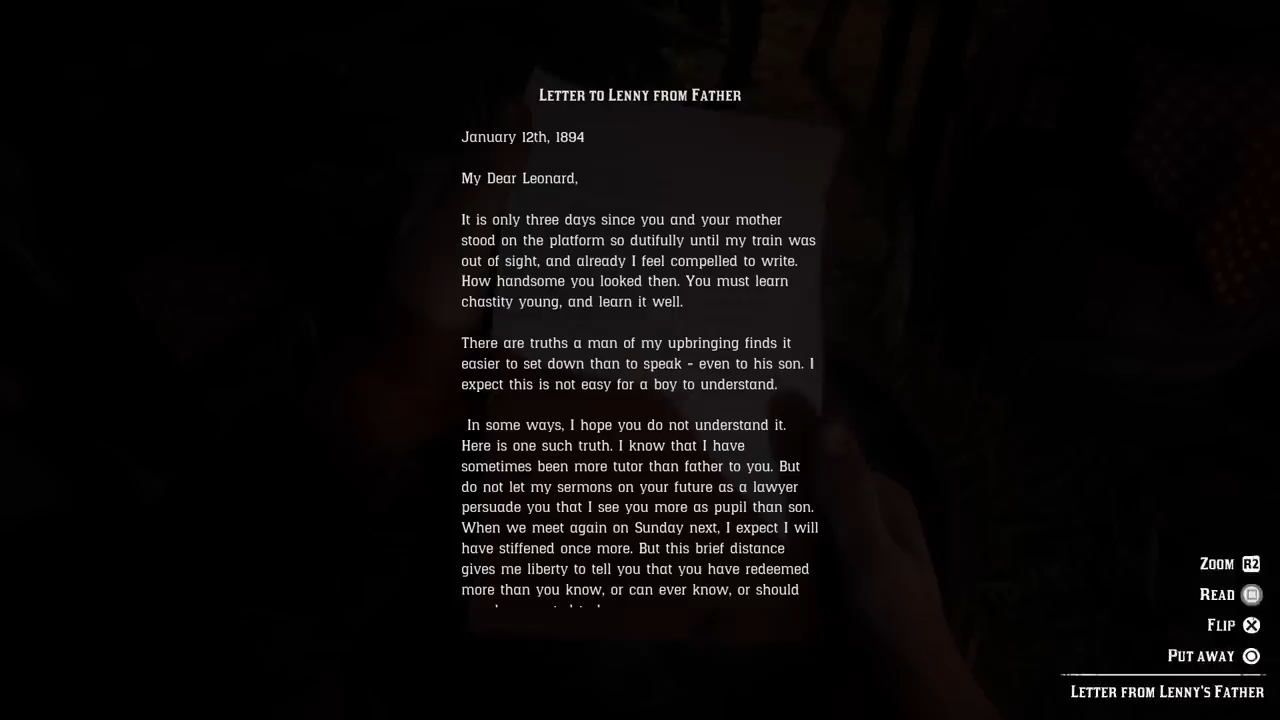 Letter to Lenny from Father
January 12th, 1894
My Dear Leonard,
It is only three days since you and your mother
stood on the platform so dutifully until my train was
out of sight, and already I feel compelled to write.
How handsome you looked then. You must learn
chastity young, and learn it well.
There are truths a man of my upbringing finds it
easier to set down than to speak - even to his son. I
expect this is not easy for a boy to understand.
In some ways, I hope you do not understand it.
Here is one such truth. I know that I have
sometimes been more tutor than father to you. But
do not let my sermons on your future as a lawyer
persuade you that I see you more as pupil than son.
When we meet again on Sunday next, I expect I will
have stiffened once more. But this brief distance
gives me liberty to tell you that you have redeemed
more than you know, or can ever know, or should
Zoom R2
Read
Flip
Put away
Letter from Lenny's Father